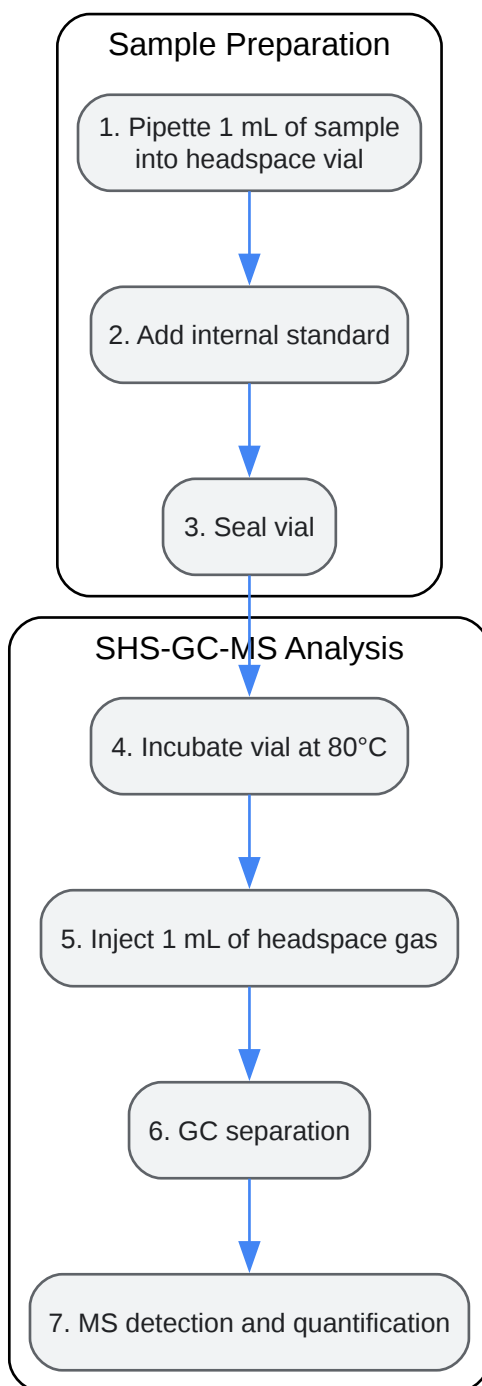 Sample Preparation
1. Pipette 1 mL of sample
into headspace vial
2. Add internal standard
3. Seal vial
SHS-GC-MS Analysis
4. Incubate vial at 80°C
5. Inject 1 mL of headspace gas
6. GC separation
7. MS detection and quantification